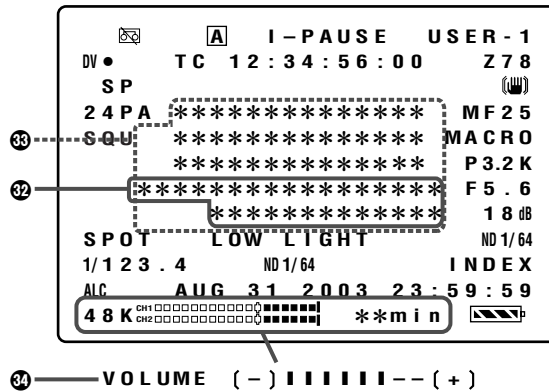 A I–PAUSE USER-1
DV ● TC 12:34:56:00 Z78
SP
24PA ************** MF25
33 SQU ************** MACRO
************** P3.2K
32 ***************** F5.6
************* 18dB
SPOT LOW LIGHT ND1/64
1/123.4 ND1/64 INDEX
ALC AUG 31 2003 23:59:59
48K CH1 CH2 **min
34 VOLUME (–) ▮▮▮▮▮▮–– (+)